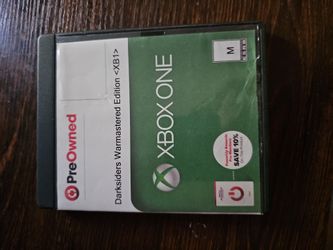 PreOwned
Darksiders Warmastered Edition <XB1>
XBOX ONE
M
SAVE 10%